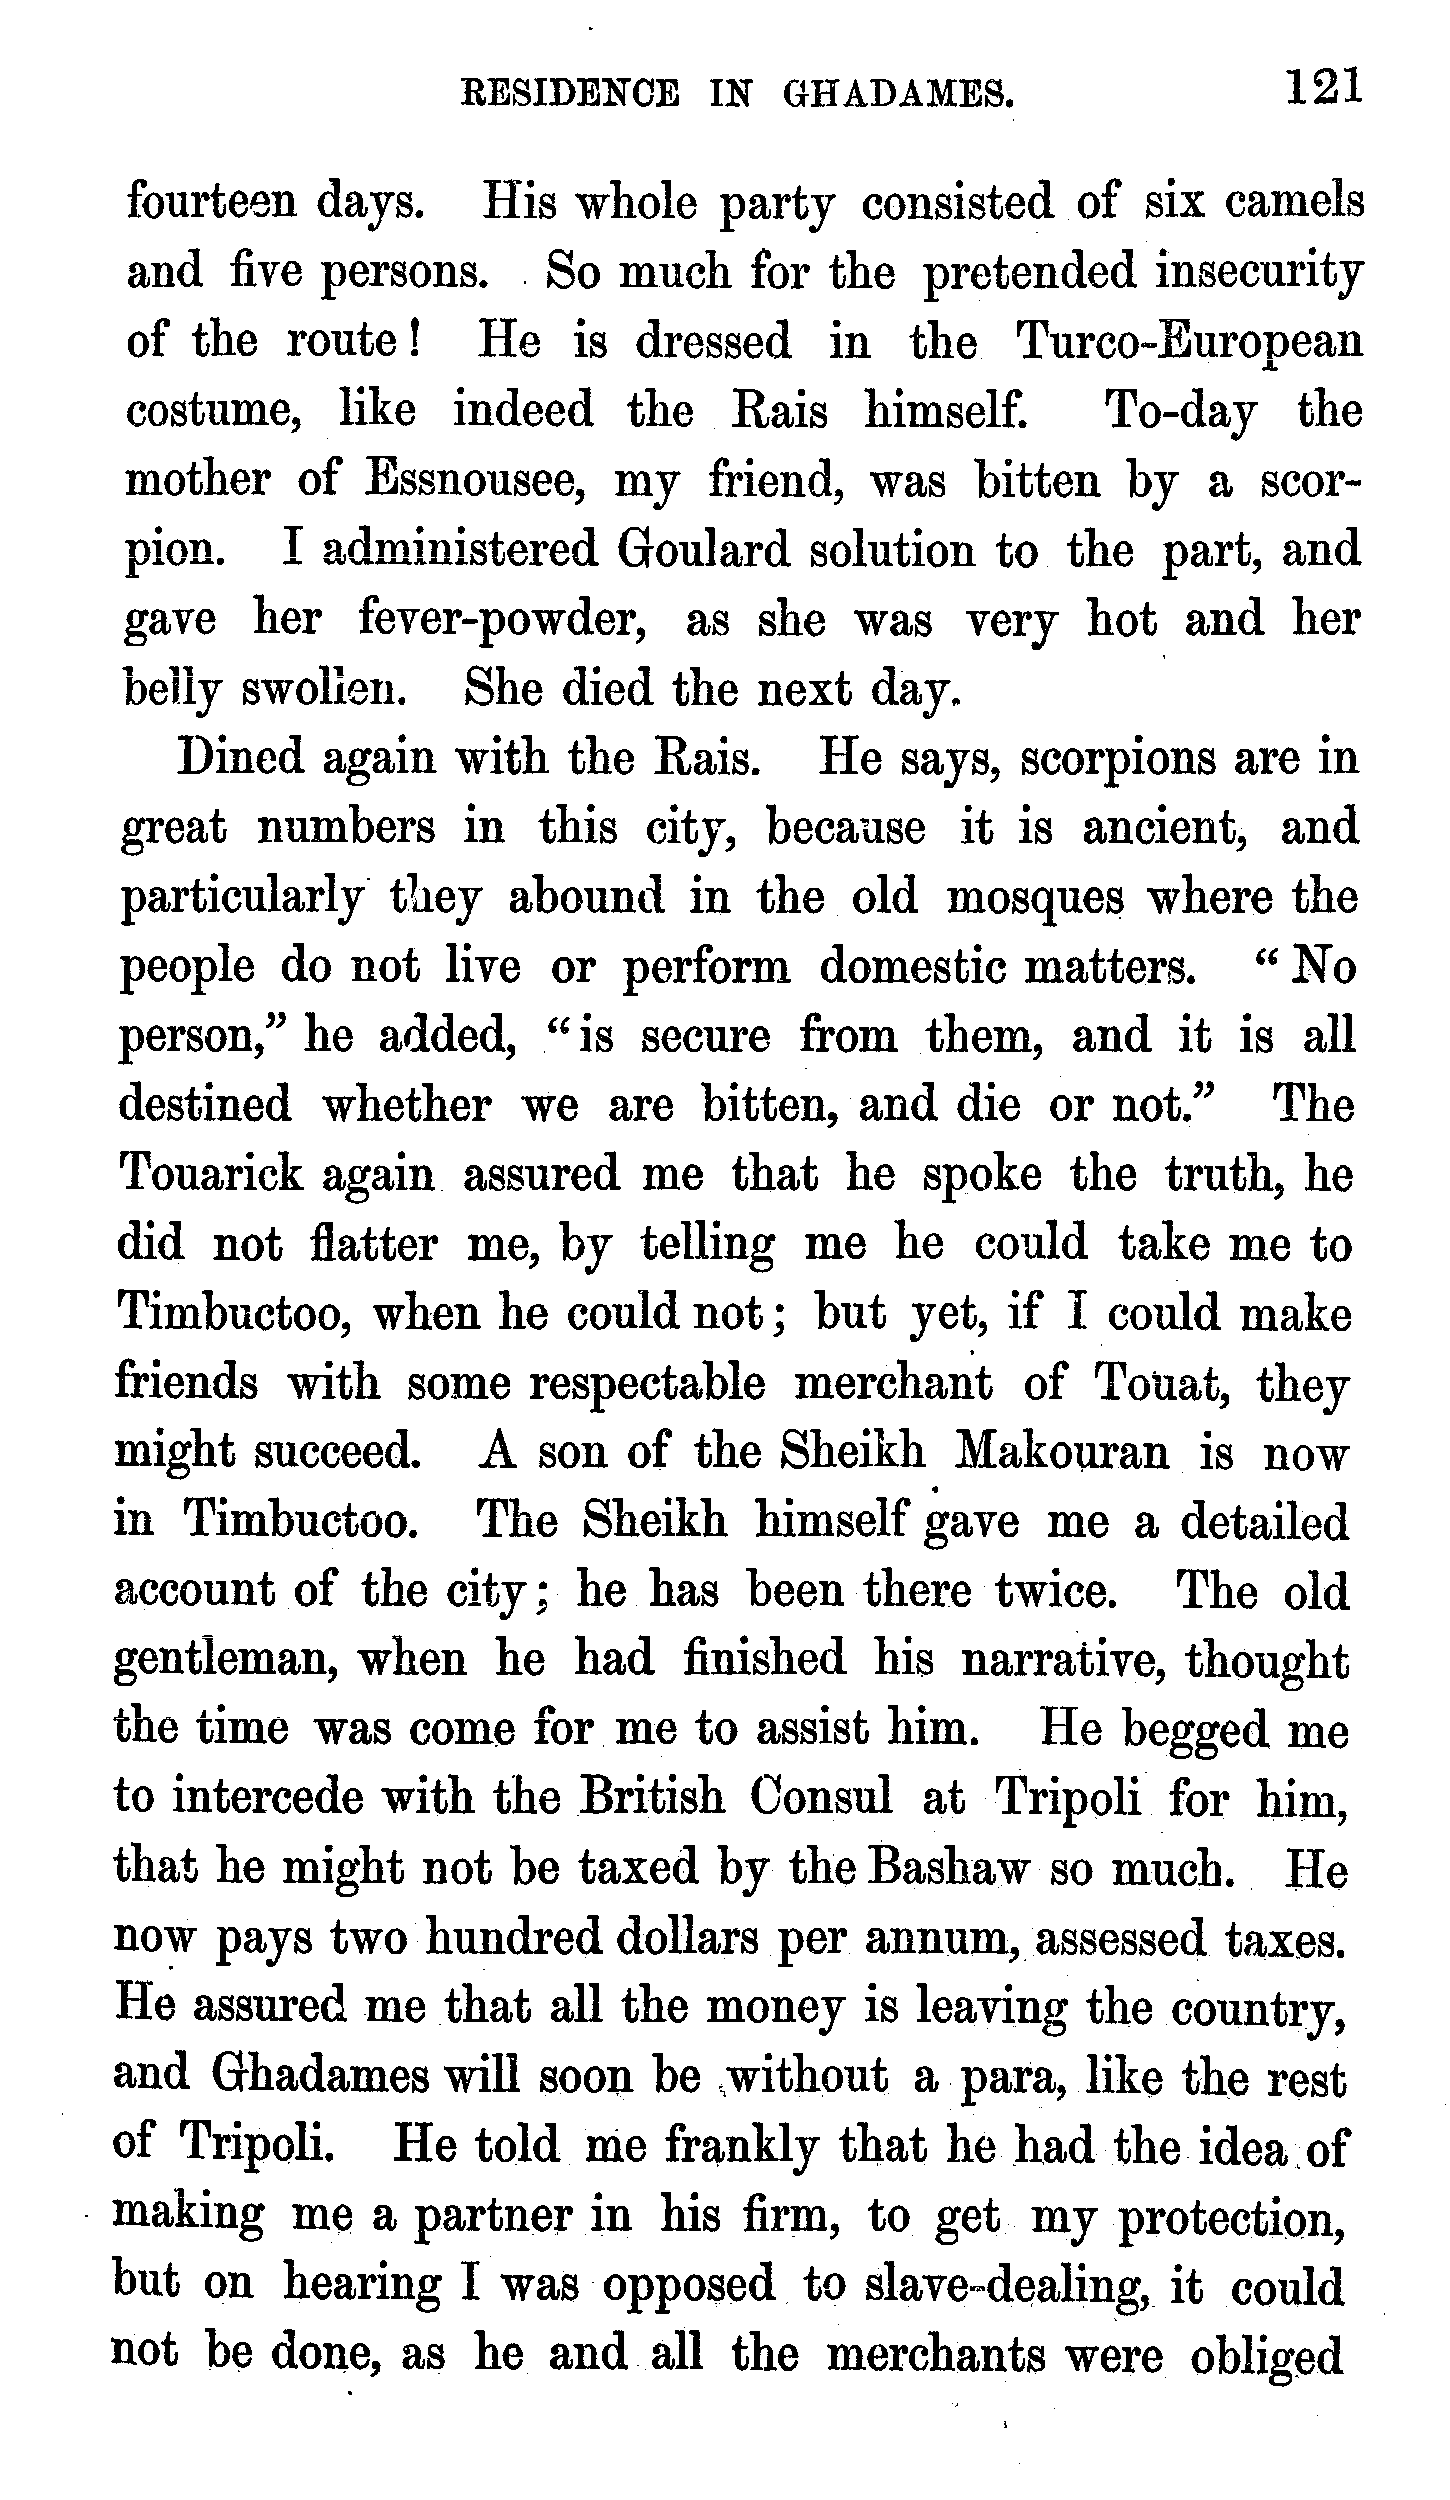 RESIDENCE IN GHADAMES. 121
fourteen days. His whole party consisted of six camels
and five persons. So much for the pretended insecurity
of the route! He is dressed in the Turco-European
costume, like indeed the Rais himself. To-day the
mother of Essnousee, my friend, was bitten by a scor-
pion. I administered Goulard solution to the part, and
gave her fever-powder, as she was very hot and her
belly swollen. She died the next day.
Dined again with the Rais. He says, scorpions are in
great numbers in this city, because it is ancient, and
particularly they abound in the old mosques where the
people do not live or perform domestic matters. “No
person,” he added, “is secure from them, and it is all
destined whether we are bitten, and die or not.” The
Touarick again assured me that he spoke the truth, he
did not flatter me, by telling me he could take me to
Timbuctoo, when he could not; but yet, if I could make
friends with some respectable merchant of Touat, they
might succeed. A son of the Sheikh Makouran is now
in Timbuctoo. The Sheikh himself gave me a detailed
account of the city; he has been there twice. The old
gentleman, when he had finished his narrative, thought
the time was come for me to assist him. He begged me
to intercede with the British Consul at Tripoli for him,
that he might not be taxed by the Bashaw so much. He
now pays two hundred dollars per annum, assessed taxes.
He assured me that all the money is leaving the country,
and Ghadames will soon be without a para, like the rest
of Tripoli. He told me frankly that he had the idea of
making me a partner in his firm, to get my protection,
but on hearing I was opposed to slave-dealing, it could
not be done, as he and all the merchants were obliged